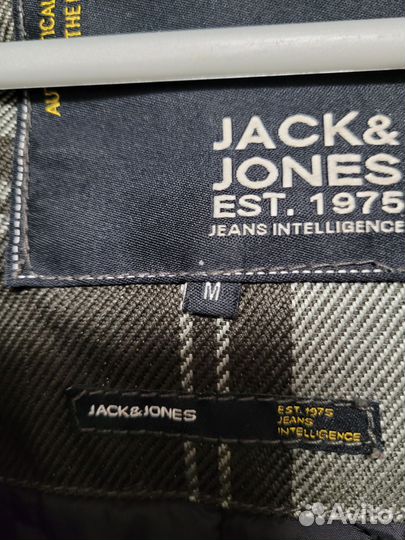 JACK&
JONES
EST. 1975
JEANS INTELLIGENCE
M
JACK&JONES
EST. 1975
JEANS
INTELLIGENCE
Avito